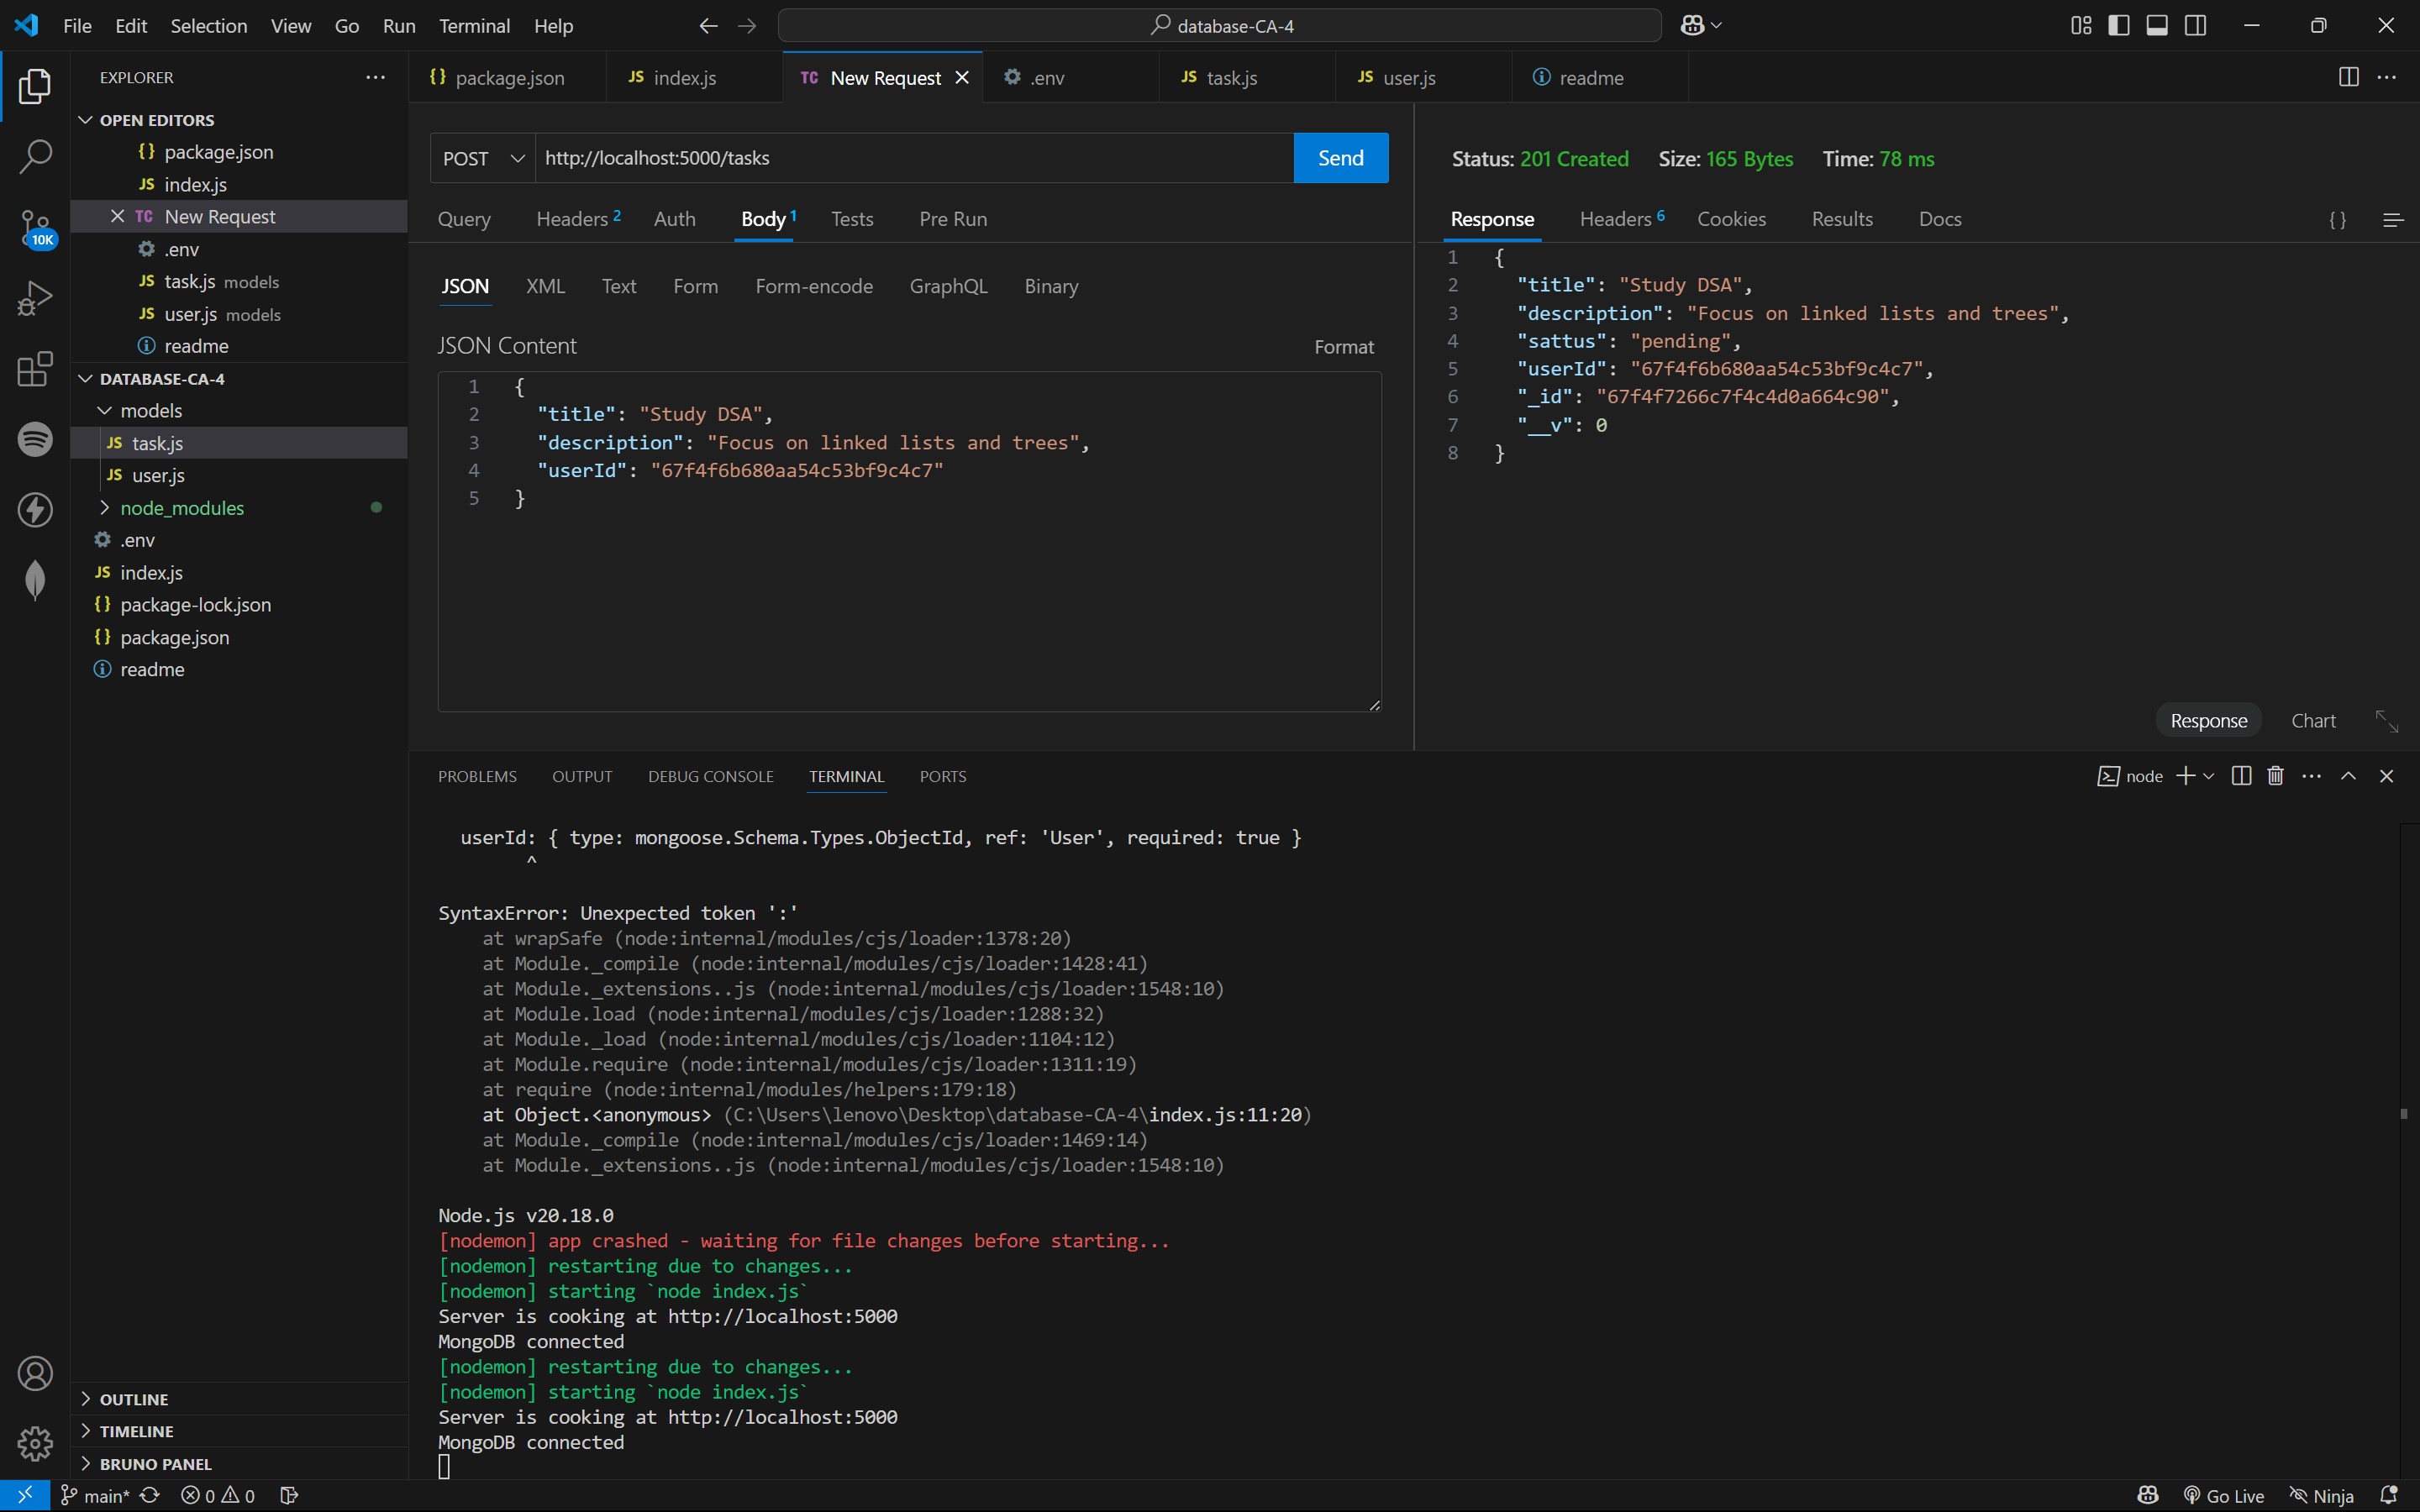 File Edit Selection View Go Run Terminal Help
database-CA-4
EXPLORER
package.json
index.js
New Request
.env
task.js
user.js
readme
OPEN EDITORS
package.json
index.js
New Request
.env
task.js models
user.js models
readme
DATABASE-CA-4
models
task.js
user.js
node_modules
.env
index.js
package-lock.json
package.json
readme
OUTLINE
TIMELINE
BRUNO PANEL
10K
POST http://localhost:5000/tasks Send
Query Headers 2 Auth Body 1 Tests Pre Run
JSON XML Text Form Form-encode GraphQL Binary
JSON Content Format
1 {
2 "title": "Study DSA",
3 "description": "Focus on linked lists and trees",
4 "userId": "67f4f6b680aa54c53bf9c4c7"
5 }
Status: 201 Created Size: 165 Bytes Time: 78 ms
Response Headers 6 Cookies Results Docs { }
1 {
2 "title": "Study DSA",
3 "description": "Focus on linked lists and trees",
4 "sattus": "pending",
5 "userId": "67f4f6b680aa54c53bf9c4c7",
6 "_id": "67f4f7266c7f4c4d0a664c90",
7 "__v": 0
8 }
Response Chart
PROBLEMS OUTPUT DEBUG CONSOLE TERMINAL PORTS
node
userId: { type: mongoose.Schema.Types.ObjectId, ref: 'User', required: true }
^
SyntaxError: Unexpected token ':'
at wrapSafe (node:internal/modules/cjs/loader:1378:20)
at Module._compile (node:internal/modules/cjs/loader:1428:41)
at Module._extensions..js (node:internal/modules/cjs/loader:1548:10)
at Module.load (node:internal/modules/cjs/loader:1288:32)
at Module._load (node:internal/modules/cjs/loader:1104:12)
at Module.require (node:internal/modules/cjs/loader:1311:19)
at require (node:internal/modules/helpers:179:18)
at Object.<anonymous> (C:\Users\lenovo\Desktop\database-CA-4\index.js:11:20)
at Module._compile (node:internal/modules/cjs/loader:1469:14)
at Module._extensions..js (node:internal/modules/cjs/loader:1548:10)
Node.js v20.18.0
[nodemon] app crashed - waiting for file changes before starting...
[nodemon] restarting due to changes...
[nodemon] starting `node index.js`
Server is cooking at http://localhost:5000
MongoDB connected
[nodemon] restarting due to changes...
[nodemon] starting `node index.js`
Server is cooking at http://localhost:5000
MongoDB connected
main* 0 0 Go Live Ninja